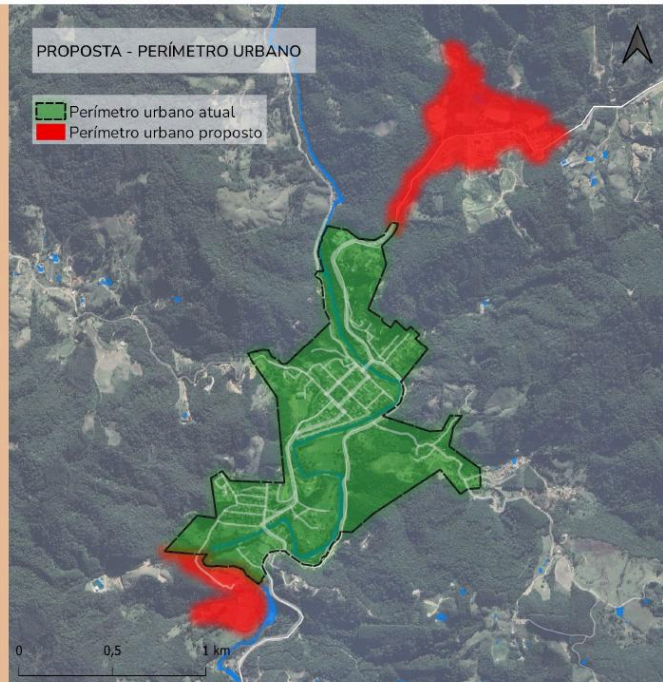 PROPOSTA - PERÍMETRO URBANO
Perímetro urbano atual
Perímetro urbano proposto
0 0,5 1 km